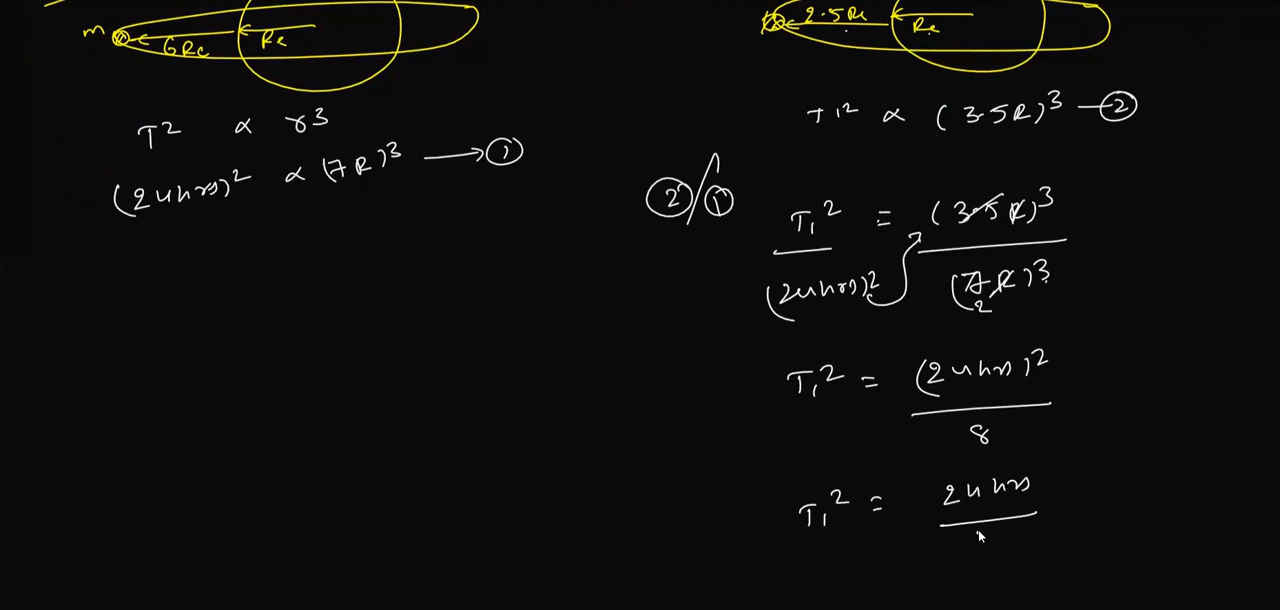 m 6Re Re
T² ∝ r3
(24hrs)² ∝ (7R)³ → ①
2.5Re Re
T1² ∝ (3.5R)³ — ②
②/①
T₁² = (3.5R)³
(24hrs)² (7R)³
2
T₁² = (24hrs)²
8
T₁² = 24hrs